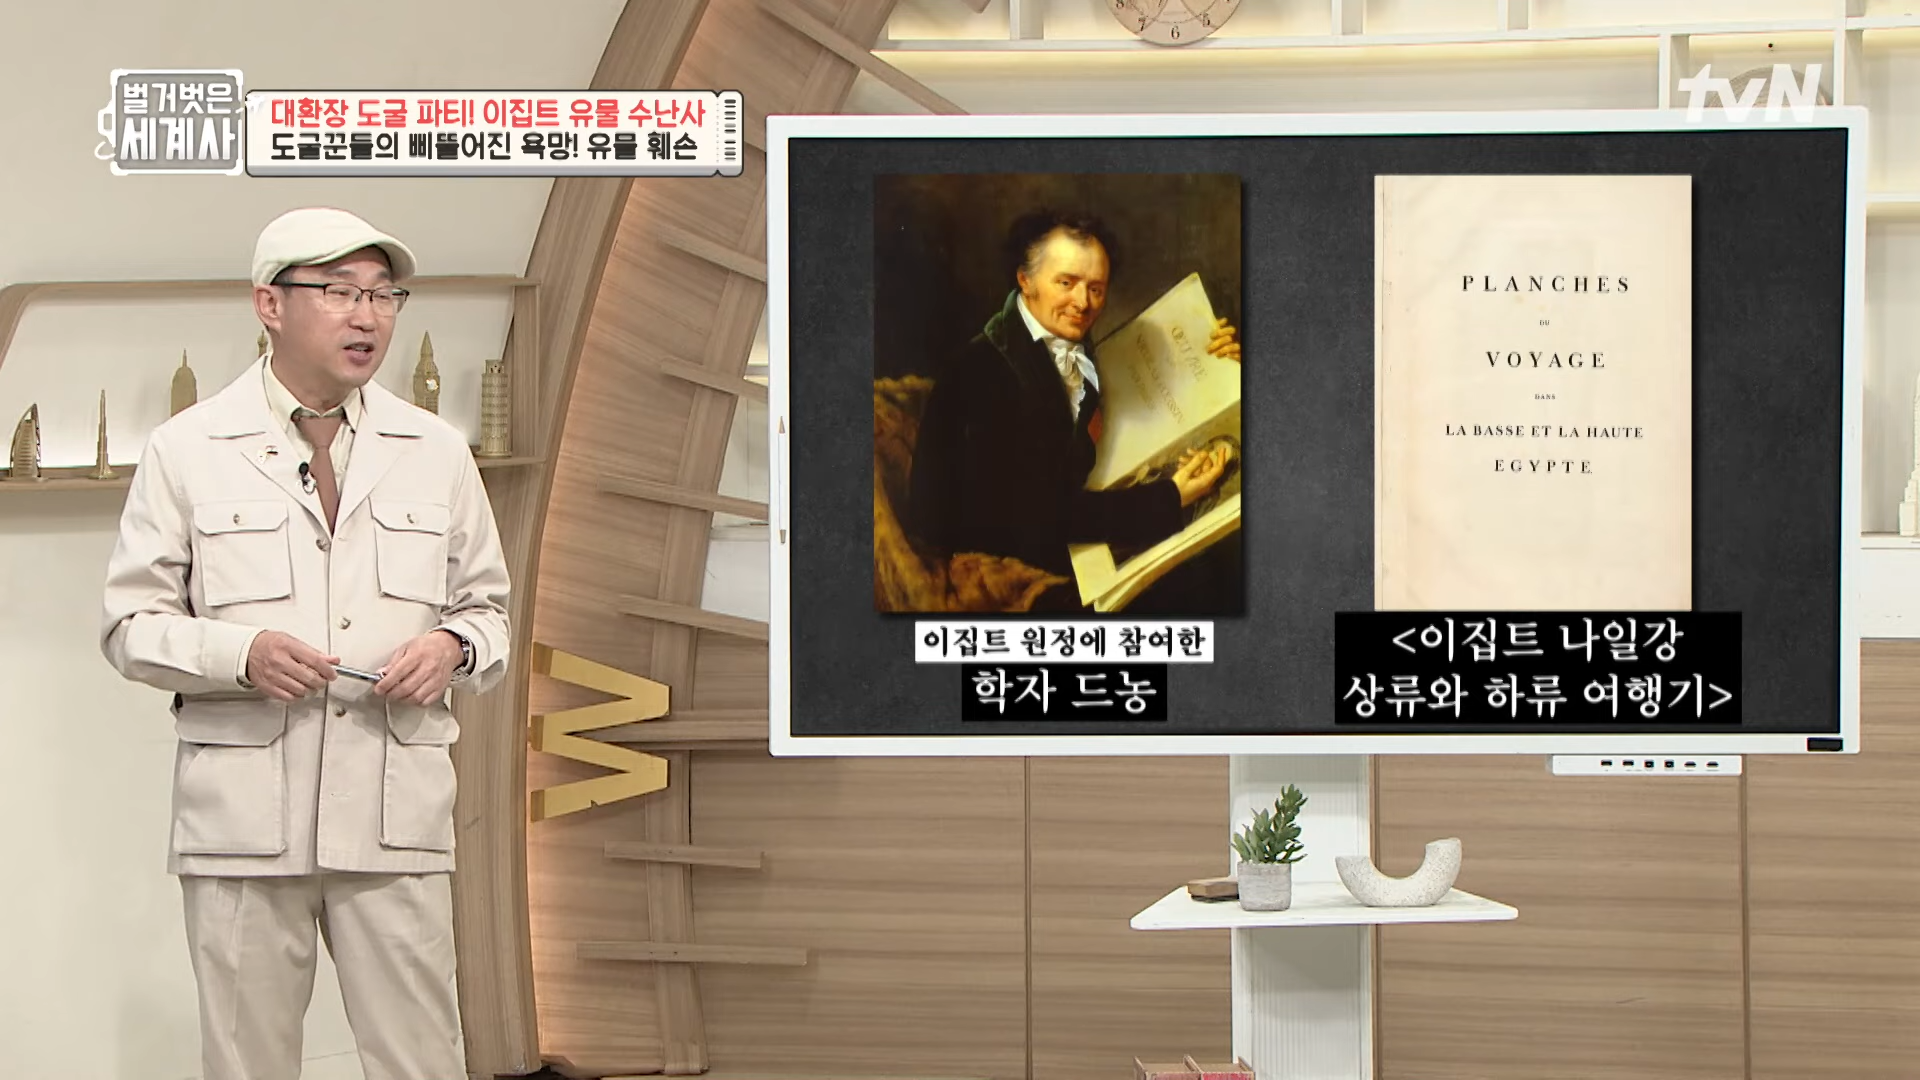 벌거벗은
세계사
대환장 도굴 파티! 이집트 유물 수난사
도굴꾼들의 삐뚤어진 욕망! 유물 훼손
tvN
PLANCHES
DU
VOYAGE
DANS
LA BASSE ET LA HAUTE
EGYPTE
이집트 원정에 참여한
학자 드농
<이집트 나일강
상류와 하류 여행기>
W